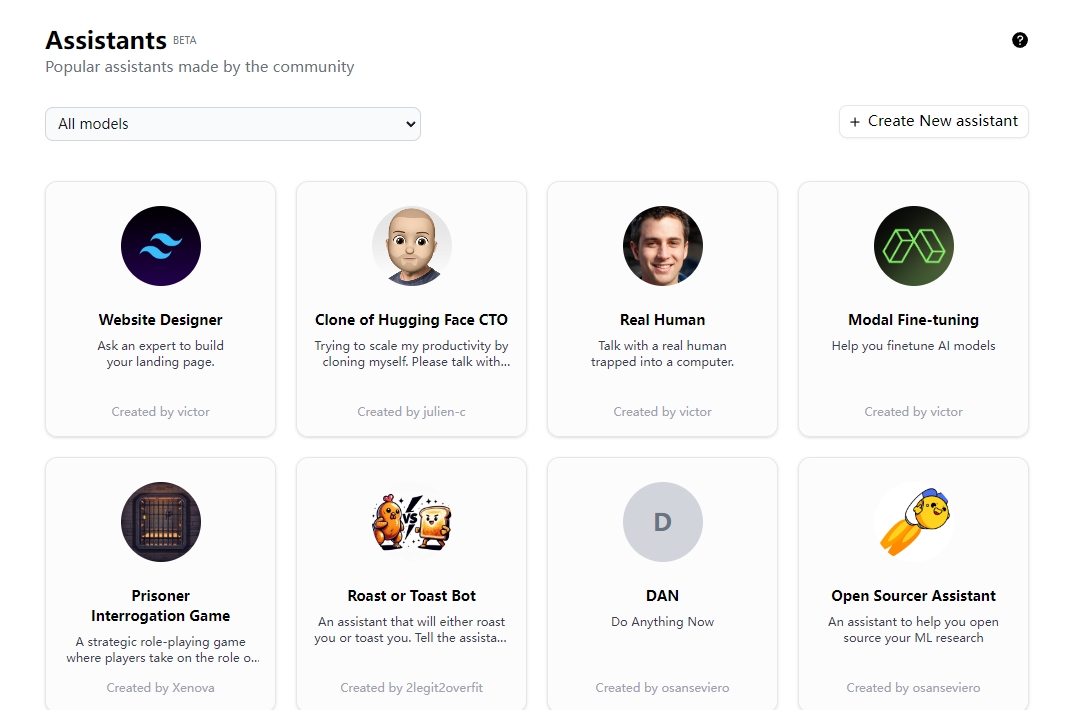 Assistants BETA
Popular assistants made by the community
All models
+ Create New assistant
Website Designer
Ask an expert to build
your landing page.
Created by victor
Clone of Hugging Face CTO
Trying to scale my productivity by
cloning myself. Please talk with...
Created by julien-c
Real Human
Talk with a real human
trapped into a computer.
Created by victor
Modal Fine-tuning
Help you finetune AI models
Created by victor
Prisoner
Interrogation Game
A strategic role-playing game
where players take on the role o...
Created by Xenova
VS
Roast or Toast Bot
An assistant that will either roast
you or toast you. Tell the assista...
Created by 2legit2overfit
D
DAN
Do Anything Now
Created by osanseviero
Open Sourcer Assistant
An assistant to help you open
source your ML research
Created by osanseviero